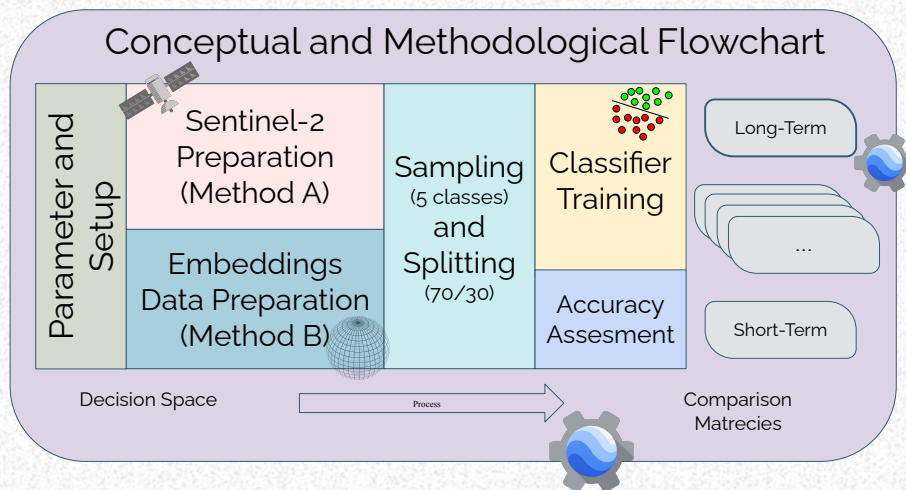 Conceptual and Methodological Flowchart
Parameter and
Setup
Sentinel-2
Preparation
(Method A)
Embeddings
Data Preparation
(Method B)
Sampling
(5 classes)
and
Splitting
(70/30)
Classifier
Training
Accuracy
Assesment
Long-Term
...
Short-Term
Decision Space
Process
Comparison
Matrecies